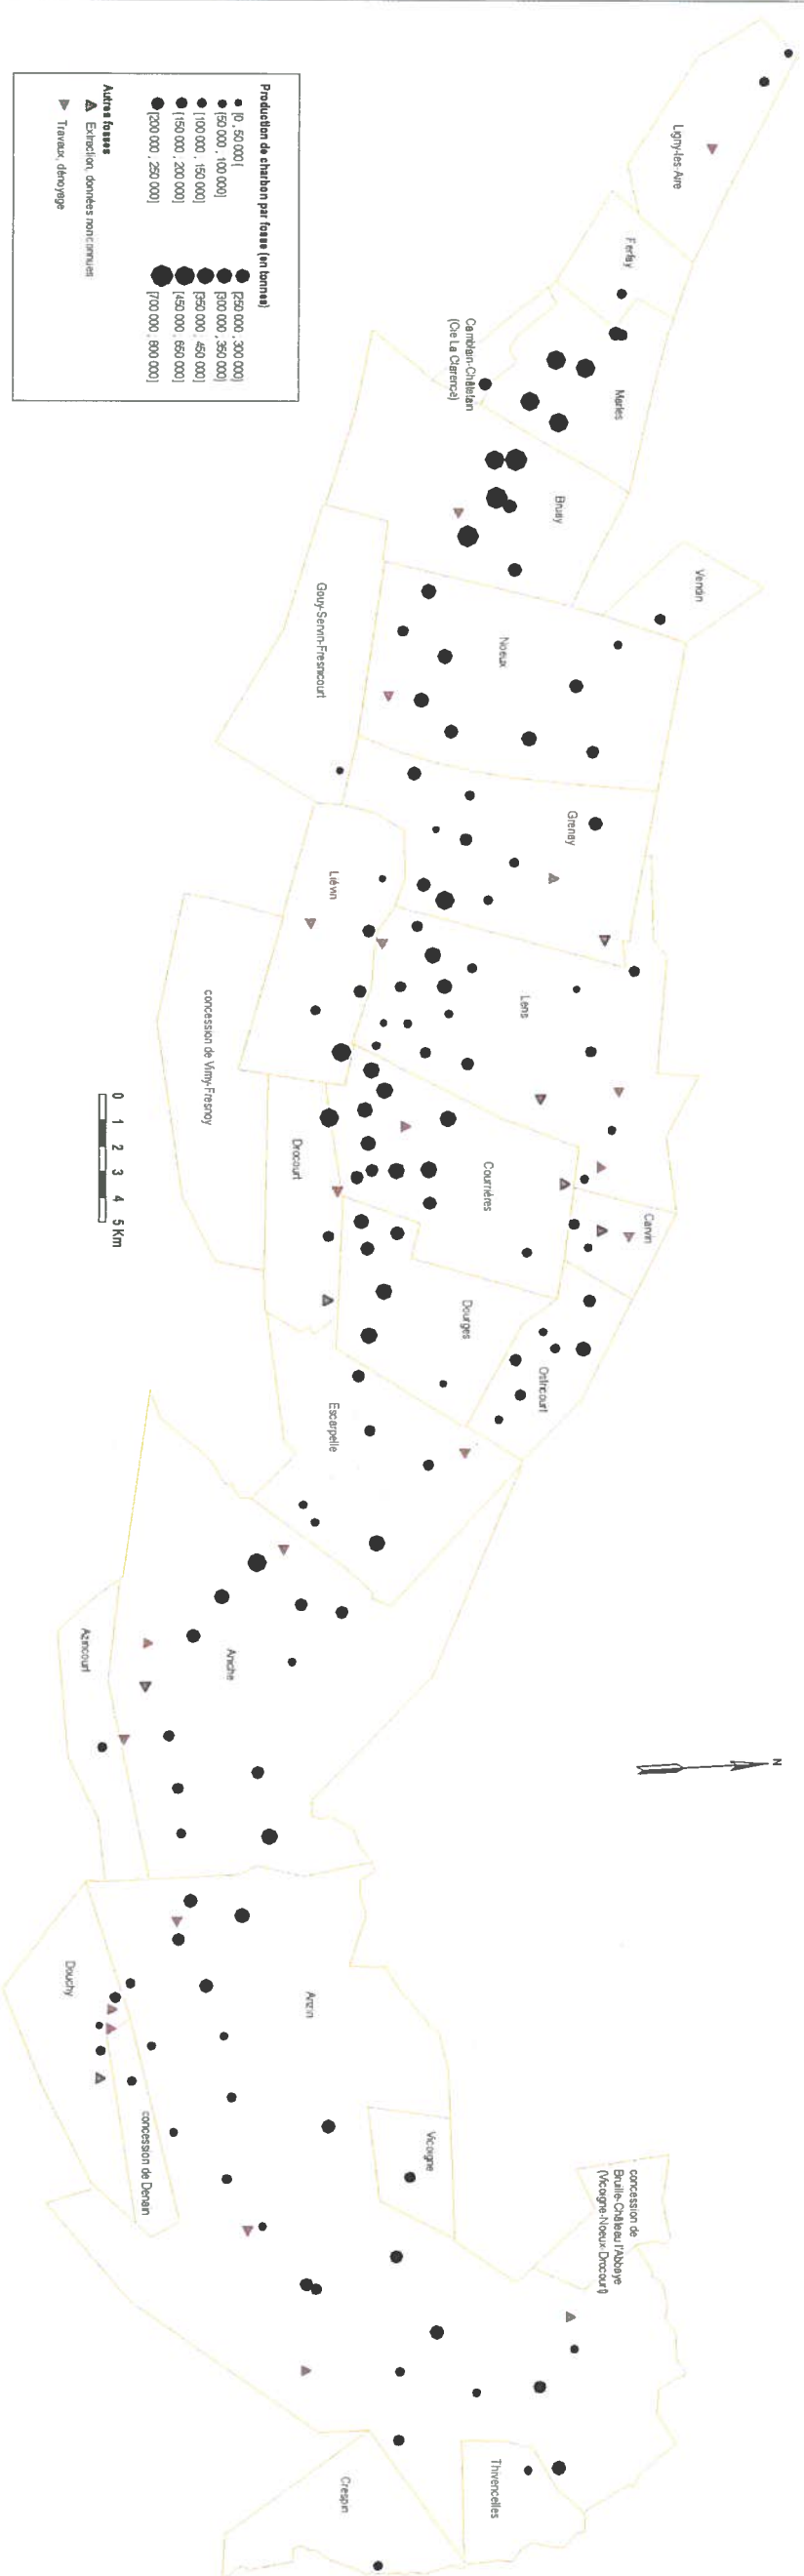 Ligny-les-Aire
Ferfay
Marles
Camblain-Châtelain
(Cie La Clarence)
Bruay
Vendin
Noeux
Gouy-Servin-Fresnicourt
Grenay
Liévin
Lens
concession de Vimy-Fresnoy
Drocourt
Courrières
Carvin
Dourges
Ostricourt
Escarpelle
Aniche
Azincourt
Anzin
Douchy
concession de Denain
Vicoigne
concession de
Bruille-Château l'Abbaye
(Vicoigne-Noeux-Drocourt)
Thivencelles
Crespin
N
0 1 2 3 4 5 Km
Production de charbon par fosse (en tonnes)
[0 , 50 000[
[50 000 , 100 000]
[100 000 , 150 000]
[150 000 , 200 000]
[200 000 , 250 000]
[250 000 , 300 000]
[300 000 , 350 000]
[350 000 , 450 000]
[450 000 , 650 000]
[700 000 , 800 000]
Autres fosses
Extraction, données non connues
Travaux, dénoyage